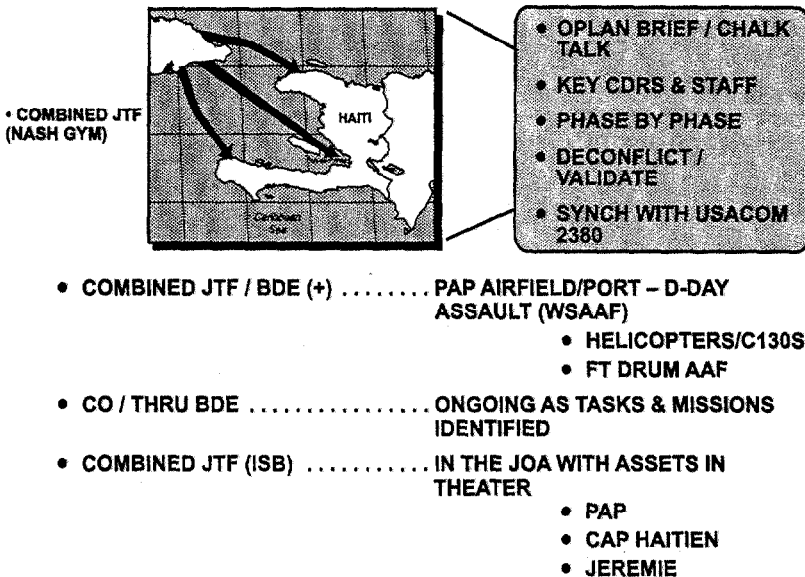 • COMBINED JTF
(NASH GYM)
HAITI
Caribbean
Sea
• OPLAN BRIEF / CHALK
TALK
• KEY CDRS & STAFF
• PHASE BY PHASE
• DECONFLICT /
VALIDATE
• SYNCH WITH USACOM
2380
• COMBINED JTF / BDE (+) ........ PAP AIRFIELD/PORT – D-DAY
ASSAULT (WSAAF)
• HELICOPTERS/C130S
• FT DRUM AAF
• CO / THRU BDE ................ ONGOING AS TASKS & MISSIONS
IDENTIFIED
• COMBINED JTF (ISB) ........... IN THE JOA WITH ASSETS IN
THEATER
• PAP
• CAP HAITIEN
• JEREMIE